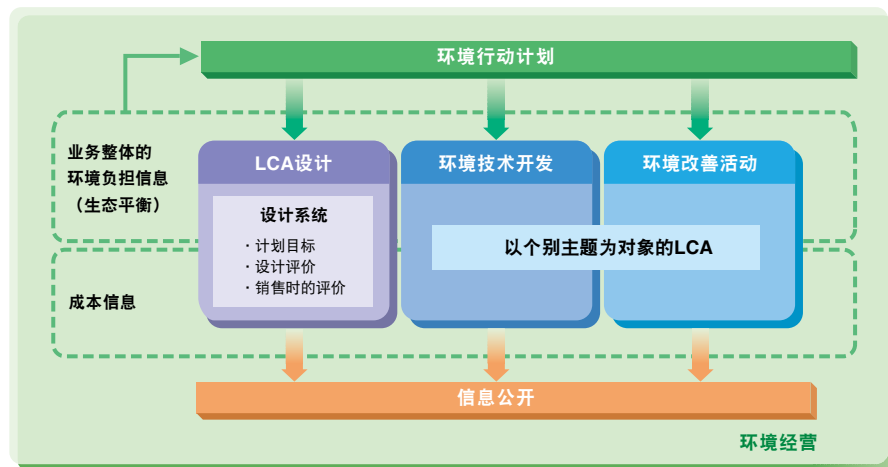 环境行动计划
业务整体的
环境负担信息
（生态平衡）
LCA设计
环境技术开发
环境改善活动
设计系统
· 计划目标
· 设计评价
· 销售时的评价
以个别主题为对象的LCA
成本信息
信息公开
环境经营